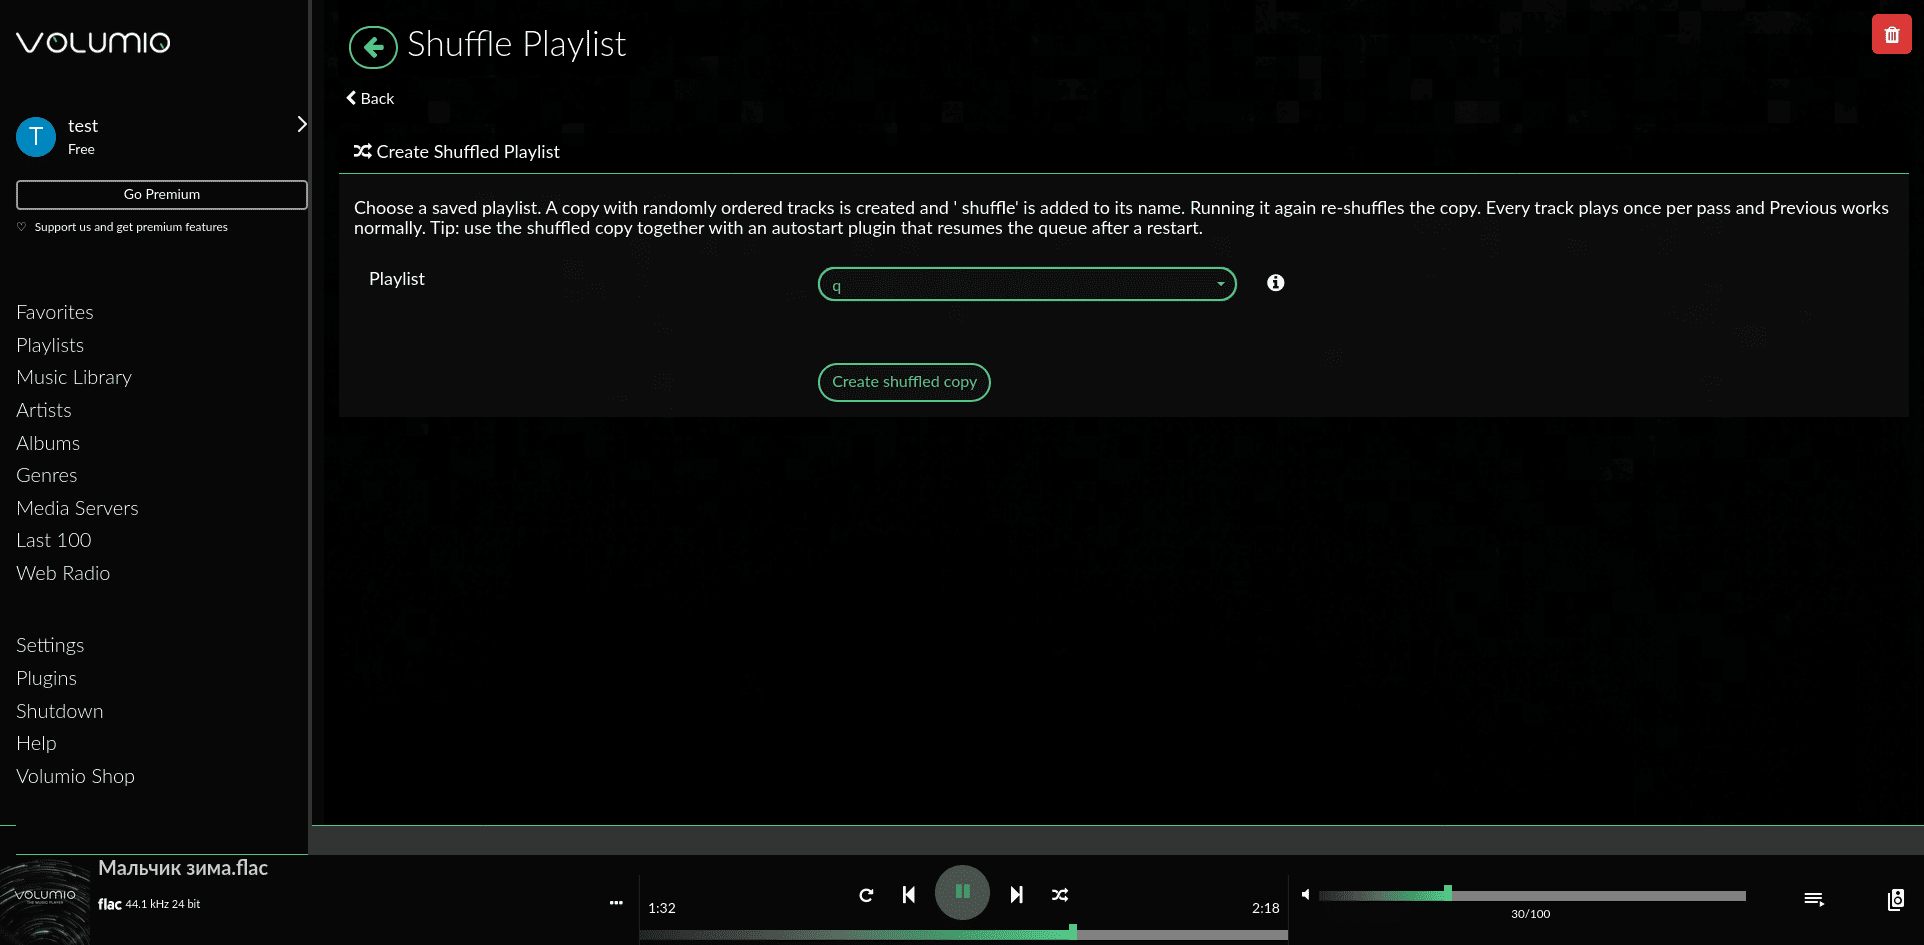 VOLUMIO
T
test
Free
Go Premium
♡ Support us and get premium features
Favorites
Playlists
Music Library
Artists
Albums
Genres
Media Servers
Last 100
Web Radio
Settings
Plugins
Shutdown
Help
Volumio Shop
Shuffle Playlist
Back
Create Shuffled Playlist
Choose a saved playlist. A copy with randomly ordered tracks is created and ' shuffle' is added to its name. Running it again re-shuffles the copy. Every track plays once per pass and Previous works
normally. Tip: use the shuffled copy together with an autostart plugin that resumes the queue after a restart.
Playlist
q
Create shuffled copy
VOLUMIO
THE MUSIC PLAYER
Мальчик зима.flac
flac 44.1 kHz 24 bit
1:32
2:18
30/100